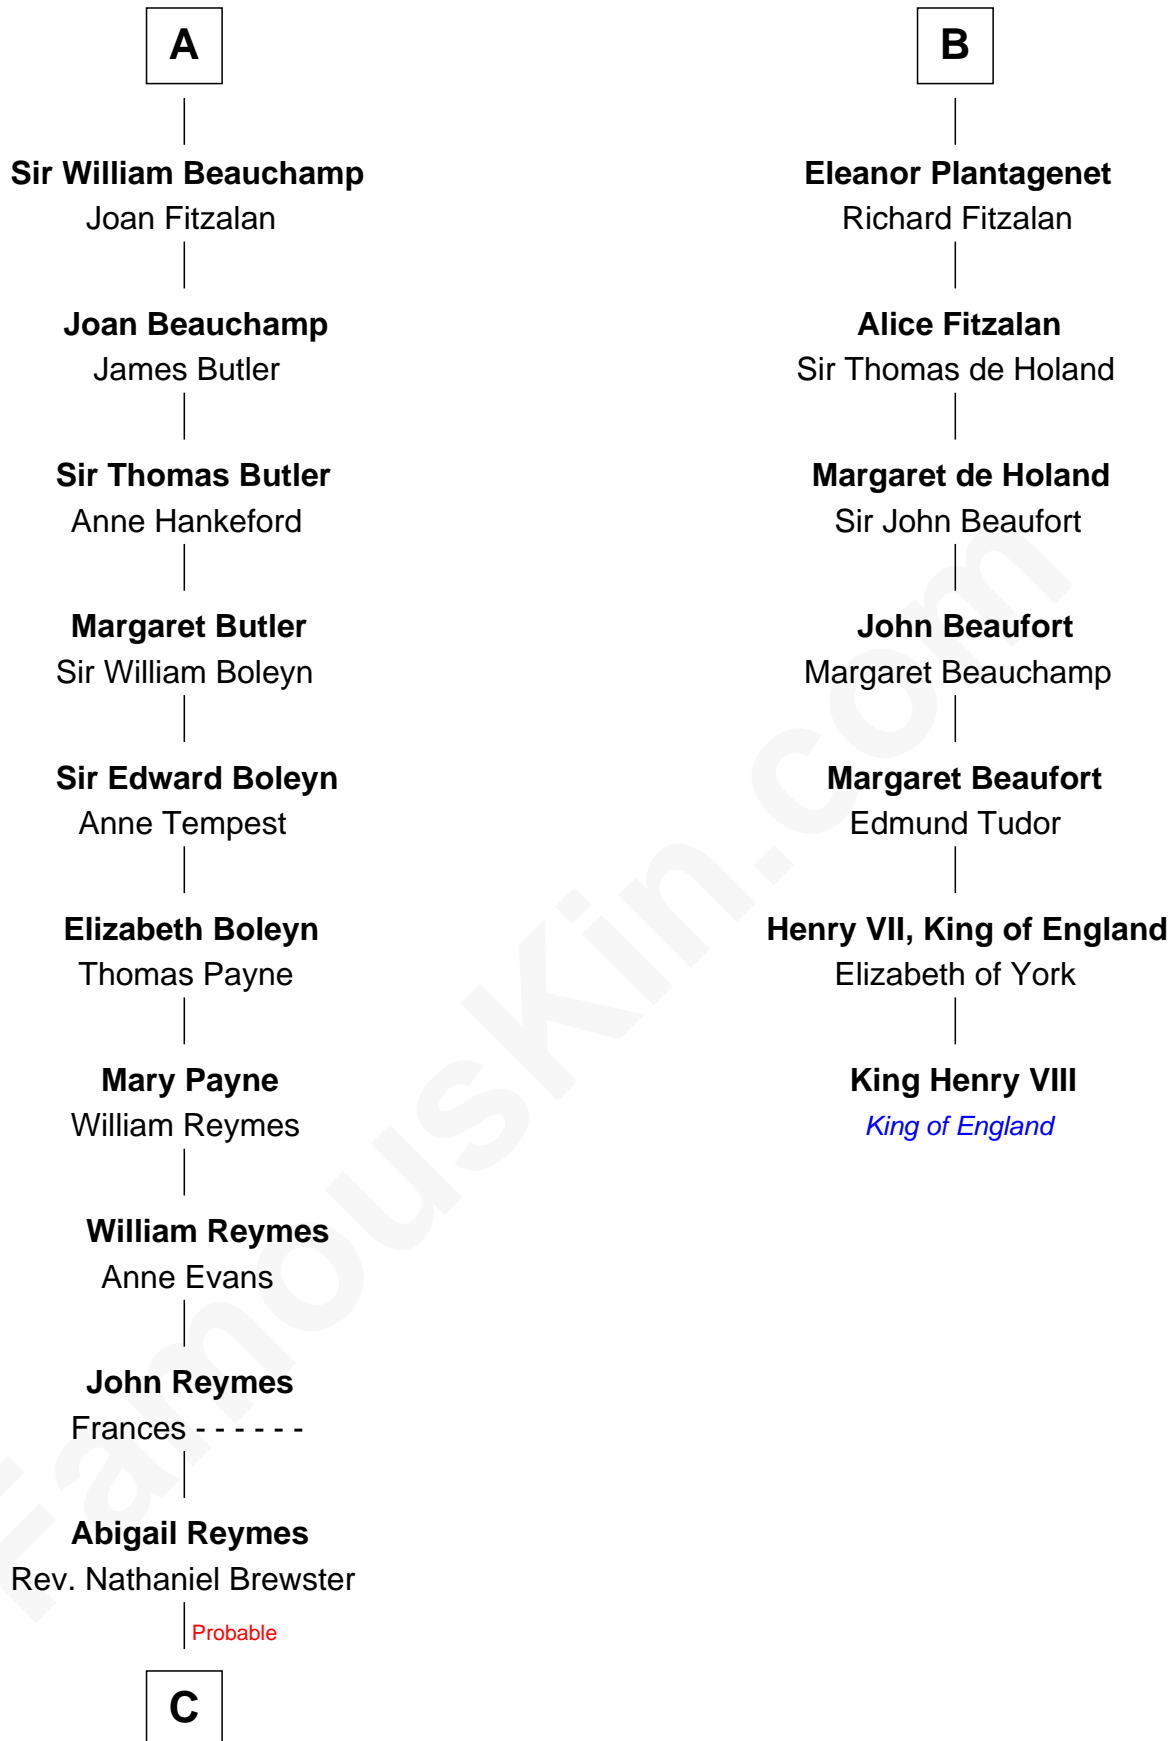 A
Sir William Beauchamp
Joan Fitzalan
Joan Beauchamp
James Butler
Sir Thomas Butler
Anne Hankeford
Margaret Butler
Sir William Boleyn
Sir Edward Boleyn
Anne Tempest
Elizabeth Boleyn
Thomas Payne
Mary Payne
William Reymes
William Reymes
Anne Evans
John Reymes
Frances - - - - - -
Abigail Reymes
Rev. Nathaniel Brewster
Probable
C
B
Eleanor Plantagenet
Richard Fitzalan
Alice Fitzalan
Sir Thomas de Holand
Margaret de Holand
Sir John Beaufort
John Beaufort
Margaret Beauchamp
Margaret Beaufort
Edmund Tudor
Henry VII, King of England
Elizabeth of York
King Henry VIII
King of England
FamousKin.com